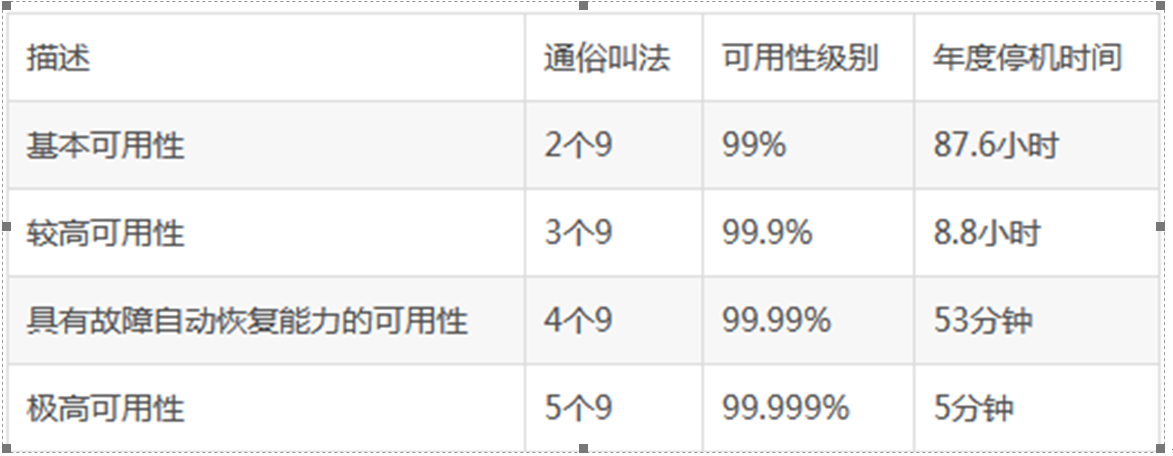 描述 通俗叫法 可用性级别 年度停机时间
基本可用性 2个9 99% 87.6小时
较高可用性 3个9 99.9% 8.8小时
具有故障自动恢复能力的可用性 4个9 99.99% 53分钟
极高可用性 5个9 99.999% 5分钟